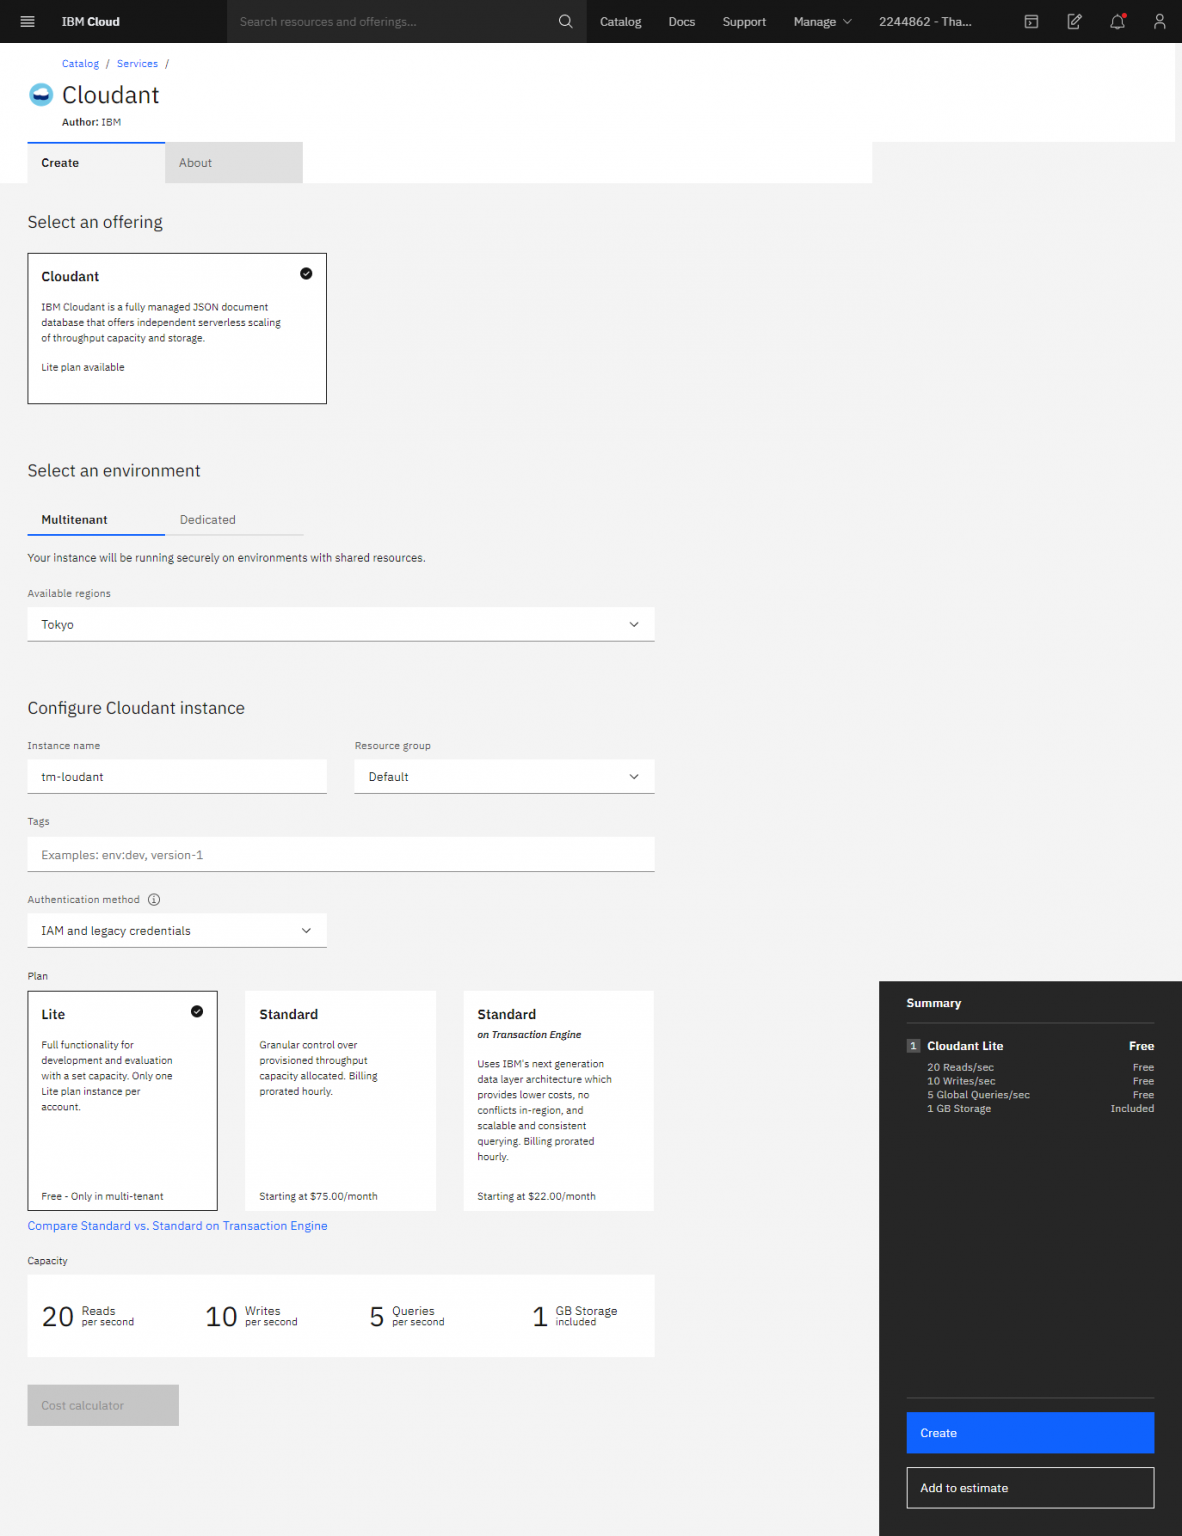 IBM Cloud
Search resources and offerings...
Catalog
Docs
Support
Manage
2244862 - Tha...
Catalog / Services /
Cloudant
Author: IBM
Create
About
Select an offering
Cloudant
IBM Cloudant is a fully managed JSON document
database that offers independent serverless scaling
of throughput capacity and storage.
Lite plan available
Select an environment
Multitenant
Dedicated
Your instance will be running securely on environments with shared resources.
Available regions
Tokyo
Configure Cloudant instance
Instance name
Resource group
tm-loudant
Default
Tags
Examples: env:dev, version-1
Authentication method
IAM and legacy credentials
Plan
Lite
Full functionality for
development and evaluation
with a set capacity. Only one
Lite plan instance per
account.
Free - Only in multi-tenant
Standard
Granular control over
provisioned throughput
capacity allocated. Billing
prorated hourly.
Starting at $75.00/month
Standard
on Transaction Engine
Uses IBM's next generation
data layer architecture which
provides lower costs, no
conflicts in-region, and
scalable and consistent
querying. Billing prorated
hourly.
Starting at $22.00/month
Compare Standard vs. Standard on Transaction Engine
Capacity
20 Reads per second
10 Writes per second
5 Queries per second
1 GB Storage included
Cost calculator
Summary
1 Cloudant Lite Free
20 Reads/sec Free
10 Writes/sec Free
5 Global Queries/sec Free
1 GB Storage Included
Create
Add to estimate